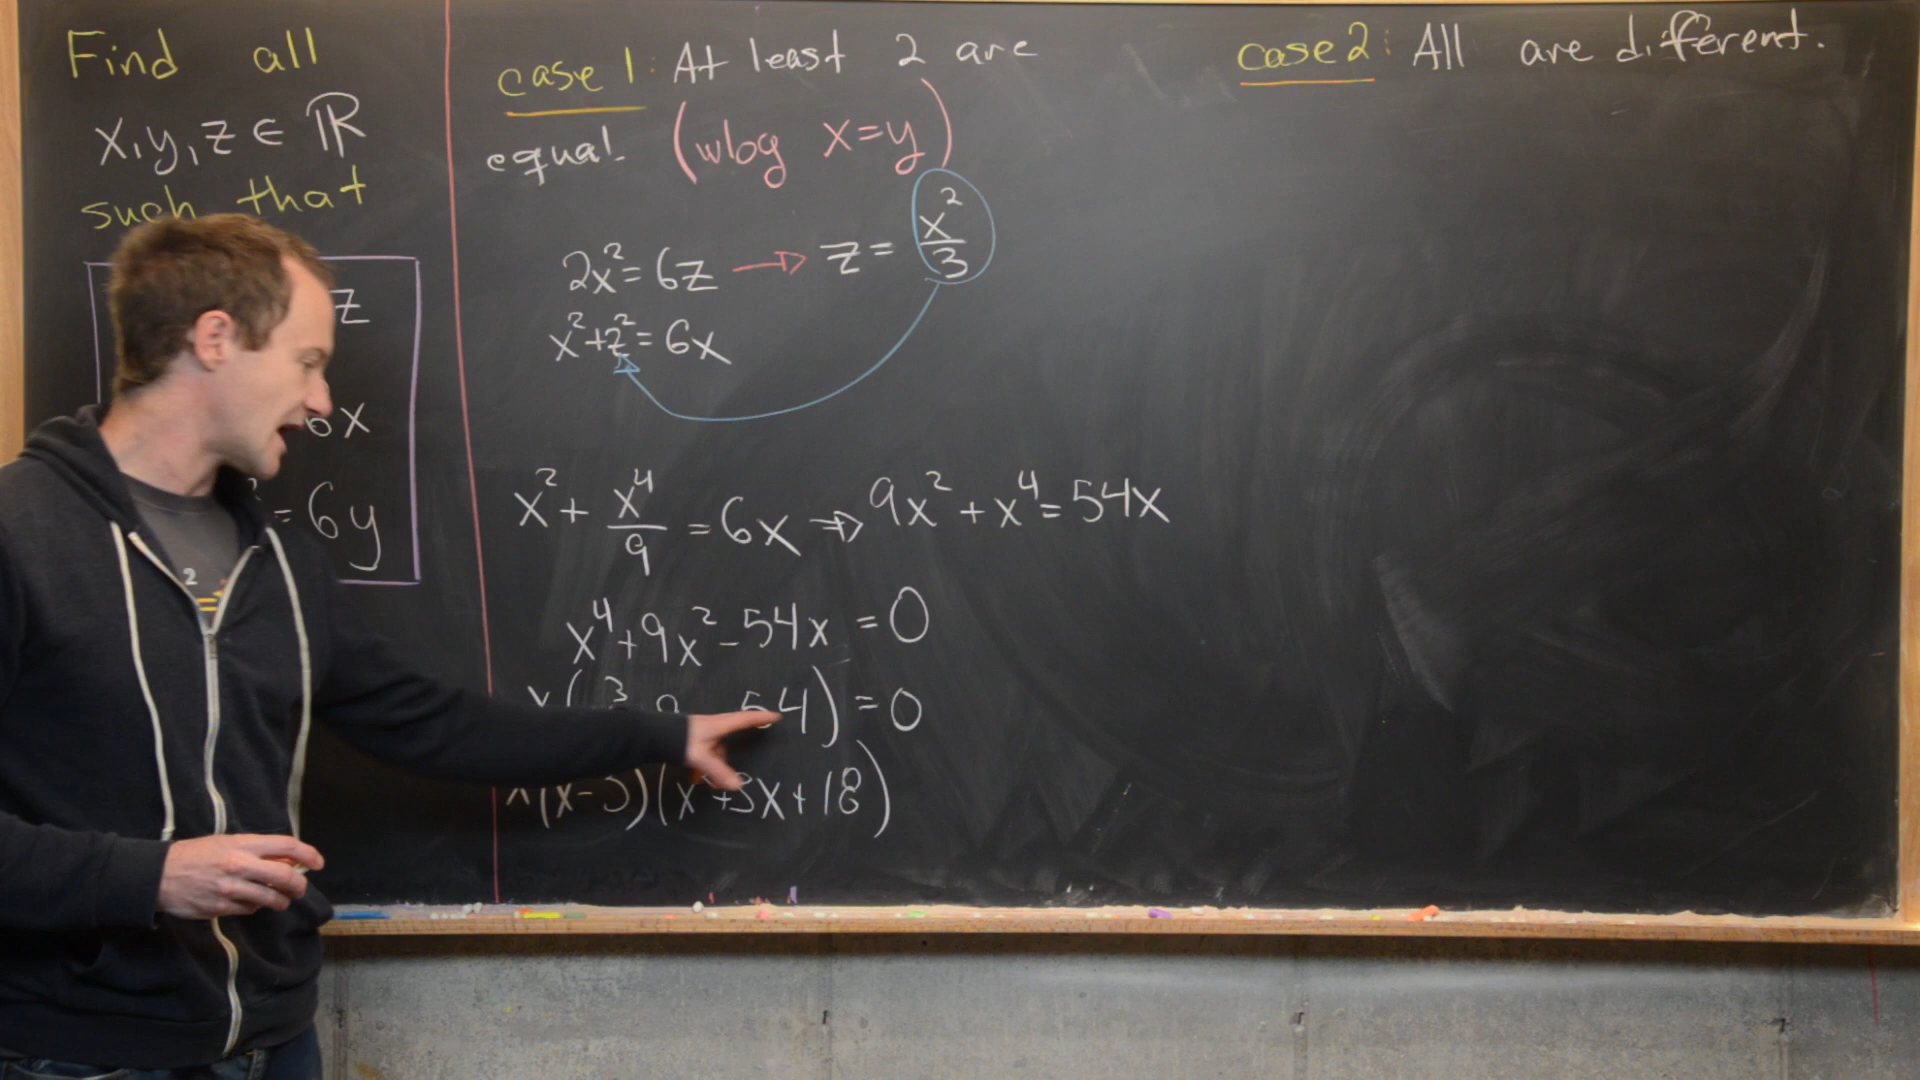 Find all
x, y, z ∈ ℝ
such that
z
6x
² = 6y
case 1: At least 2 are
equal. (wlog x=y)
2x² = 6z → z = x²/3
x²+z² = 6x
x² + x⁴/9 = 6x ⇒ 9x² + x⁴ = 54x
x⁴+9x²-54x = 0
x( ³ 9 -54) = 0
x(x-3)(x²+3x+18)
case 2: All are different.